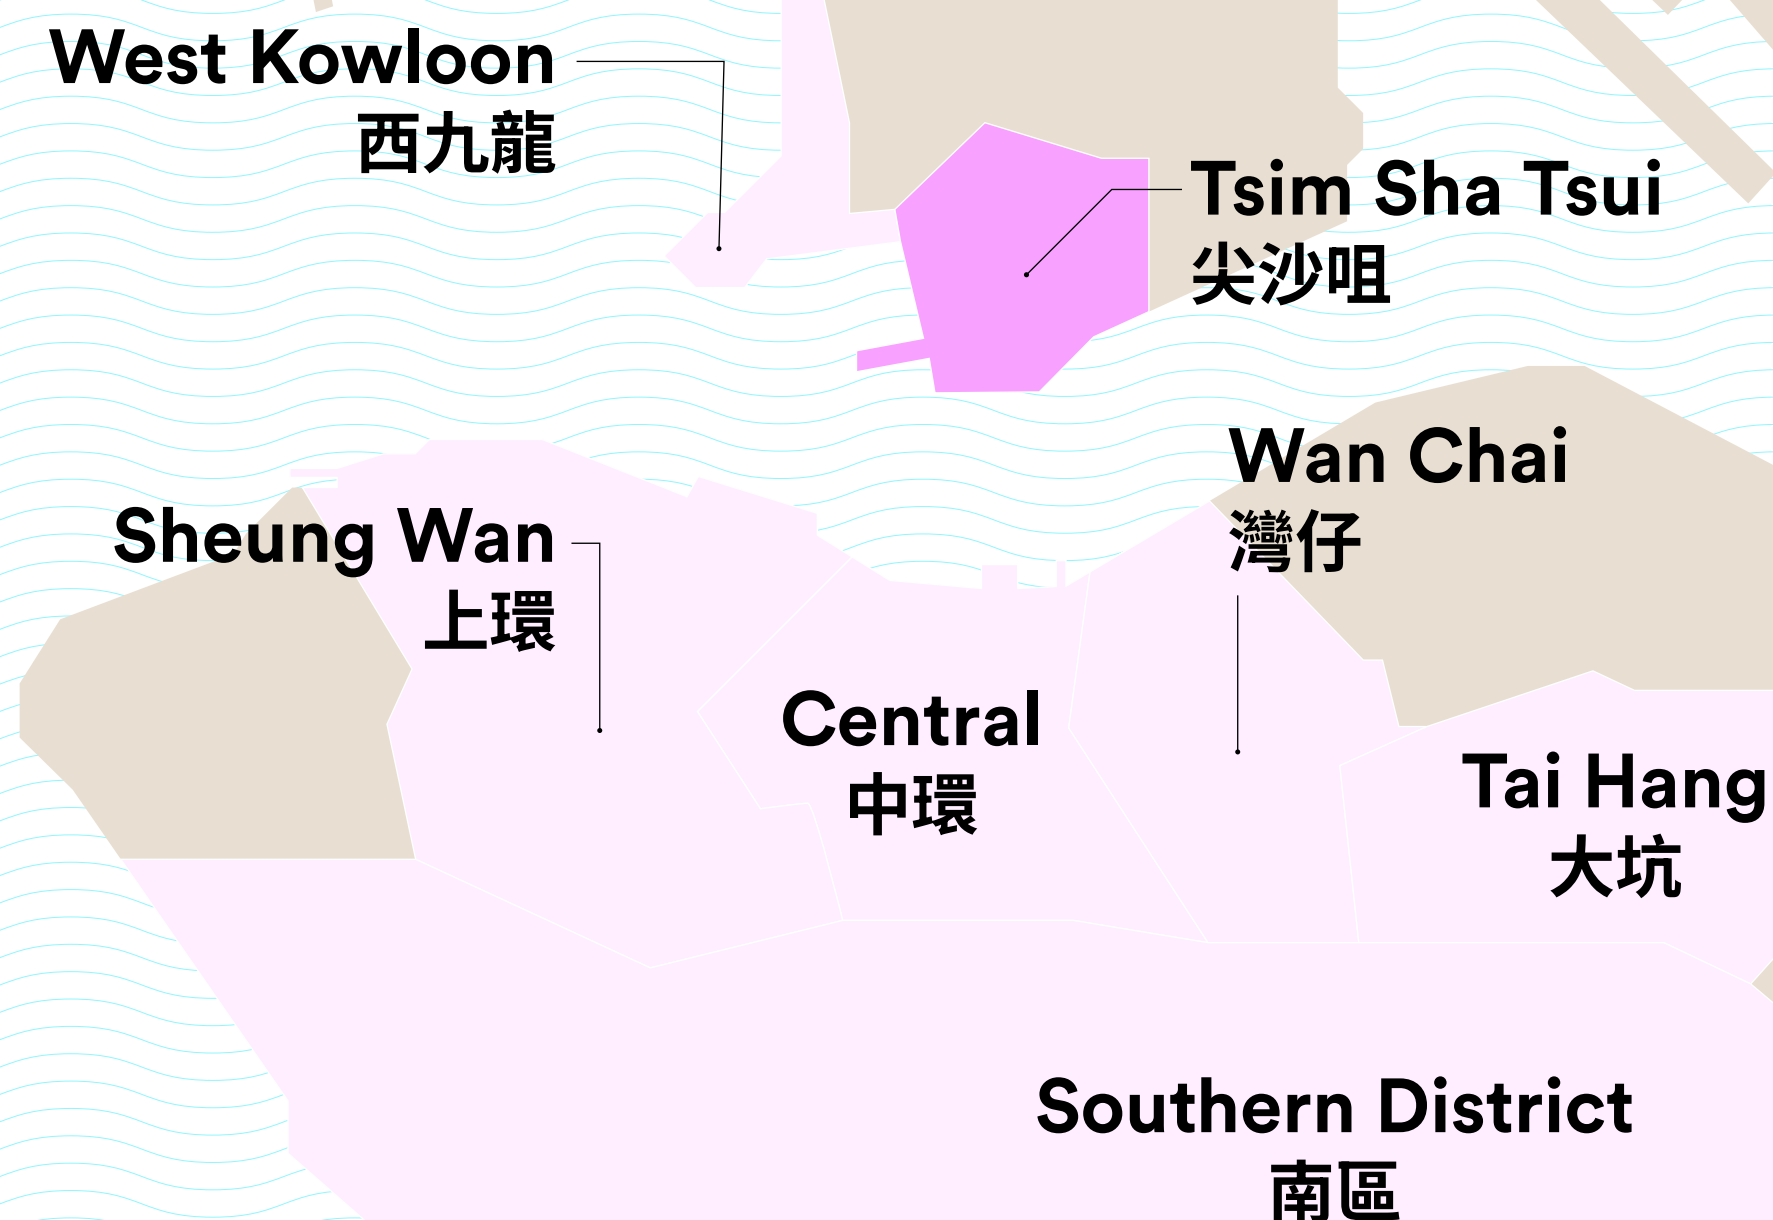 West Kowloon
西九龍
Tsim Sha Tsui
尖沙咀
Wan Chai
灣仔
Sheung Wan
上環
Central
中環
Tai Hang
大坑
Southern District
南區